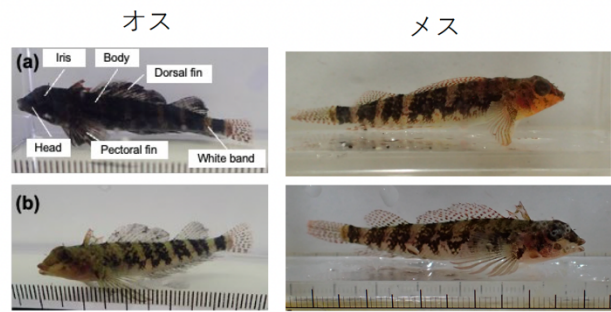 オス
メス
(a)
Iris
Body
Dorsal fin
Head
Pectoral fin
White band
(b)